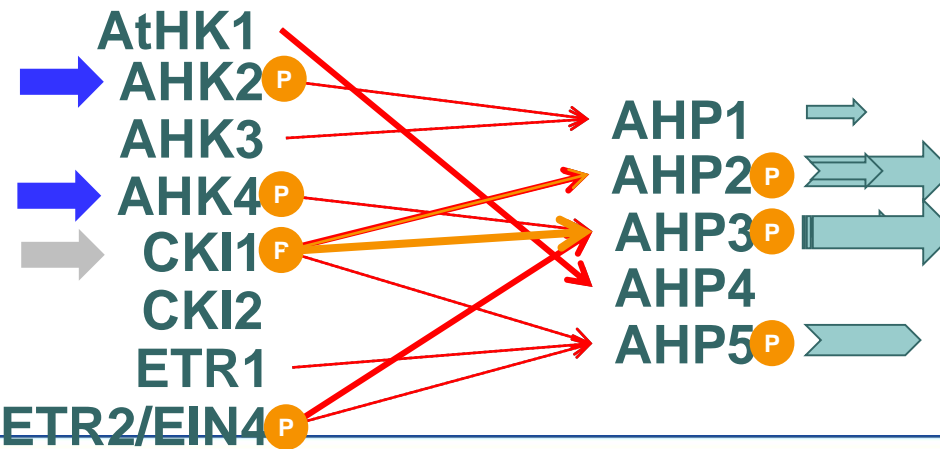 AtHK1
AHK2 P
AHK3
AHK4 P
CKI1 P
CKI2
ETR1
ETR2/EIN4 P
AHP1
AHP2 P
AHP3 P
AHP4
AHP5 P